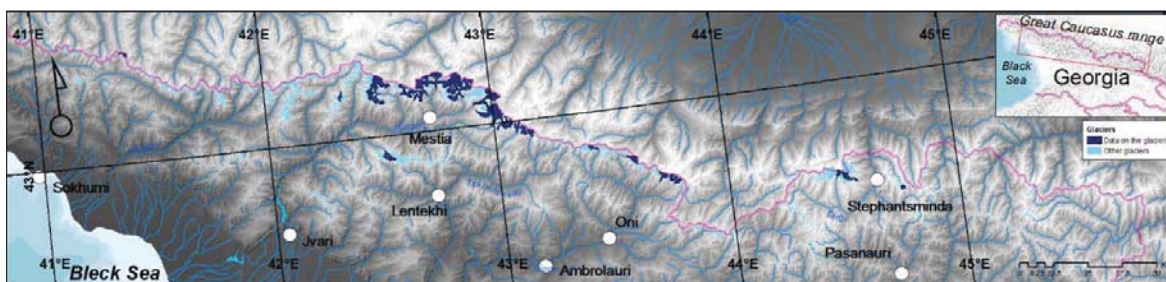 41°E
42°E
43°E
44°E
45°E
Great Caucasus range
Black
Sea
Georgia
Glaciers
Data on the glaciers
Other glaciers
Mestia
43°N
Sokhumi
Stephantsminda
Lentekhi
Oni
Jvari
Pasanauri
41°E
42°E
43°E
44°E
45°E
Ambrolauri
Bleck Sea